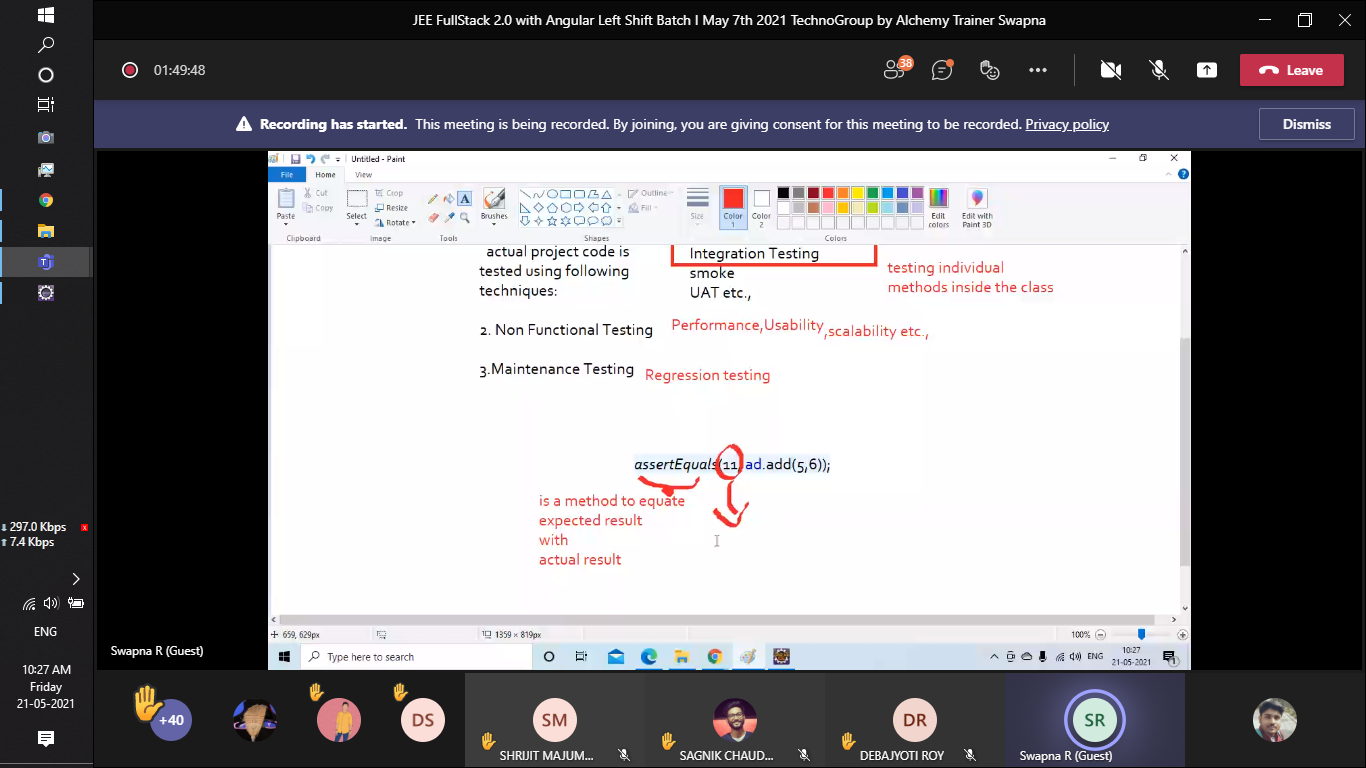 JEE FullStack 2.0 with Angular Left Shift Batch I May 7th 2021 TechnoGroup by Alchemy Trainer Swapna
01:49:48
38
Leave
Recording has started. This meeting is being recorded. By joining, you are giving consent for this meeting to be recorded. Privacy policy
Dismiss
Untitled - Paint
File
Home
View
Paste
Cut
Copy
Clipboard
Select
Crop
Resize
Rotate
Image
Tools
Brushes
Outline
Fill
Shapes
Size
Color
1
Color
2
Colors
Edit
colors
Edit with
Paint 3D
actual project code is
tested using following
techniques:
Integration Testing
smoke
UAT etc.,
testing individual
methods inside the class
2. Non Functional Testing
Performance,Usability
,scalability etc.,
3.Maintenance Testing
Regression testing
assertEquals(11, ad.add(5,6));
is a method to equate
expected result
with
actual result
659, 629px
1359 × 819px
100%
Type here to search
ENG
10:27
21-05-2021
1
Swapna R (Guest)
297.0 Kbps
7.4 Kbps
ENG
10:27 AM
Friday
21-05-2021
+40
DS
SM
SHRIJIT MAJUM...
SAGNIK CHAUD...
DR
DEBAJYOTI ROY
SR
Swapna R (Guest)